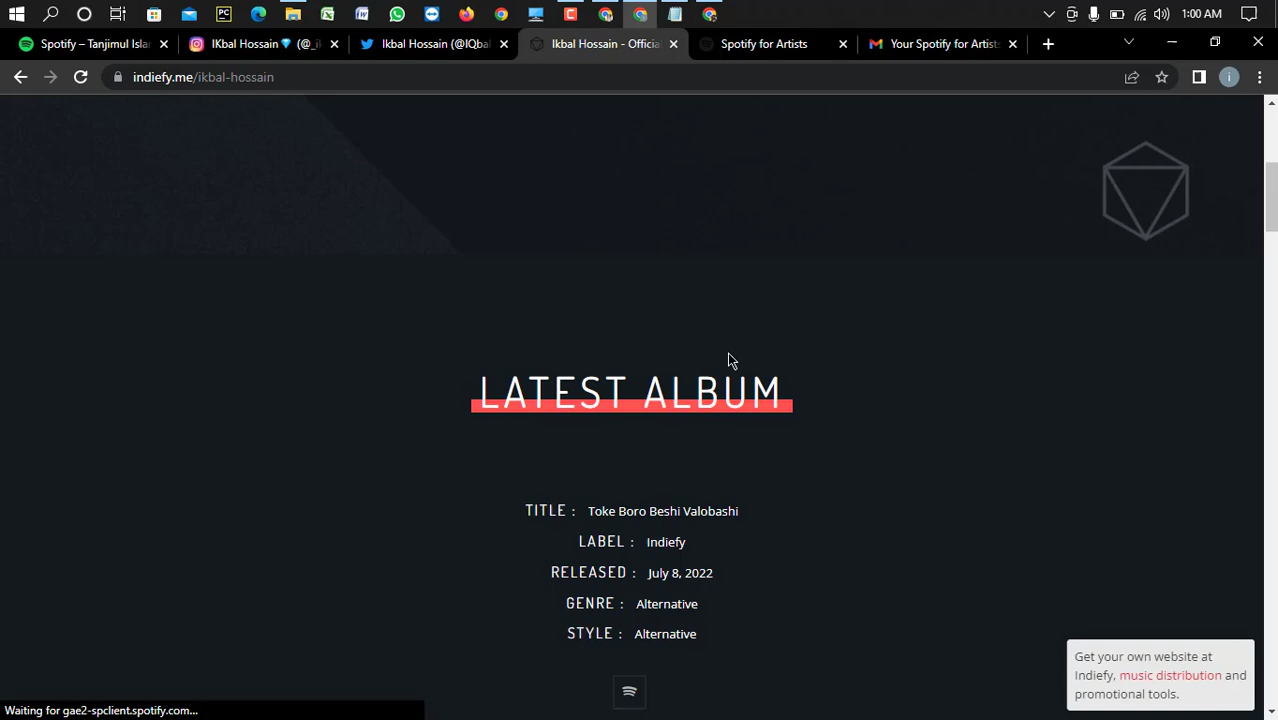 PC
1:00 AM
Spotify – Tanjimul Isla
IKbal Hossain💎 (@_i
Ikbal Hossain (@IQbal
Ikbal Hossain - Officia
Spotify for Artists
Your Spotify for Artists
indiefy.me/ikbal-hossain
i
LATEST ALBUM
TITLE : Toke Boro Beshi Valobashi
LABEL : Indiefy
RELEASED : July 8, 2022
GENRE : Alternative
STYLE : Alternative
Get your own website at
Indiefy, music distribution and
promotional tools.
Waiting for gae2-spclient.spotify.com...